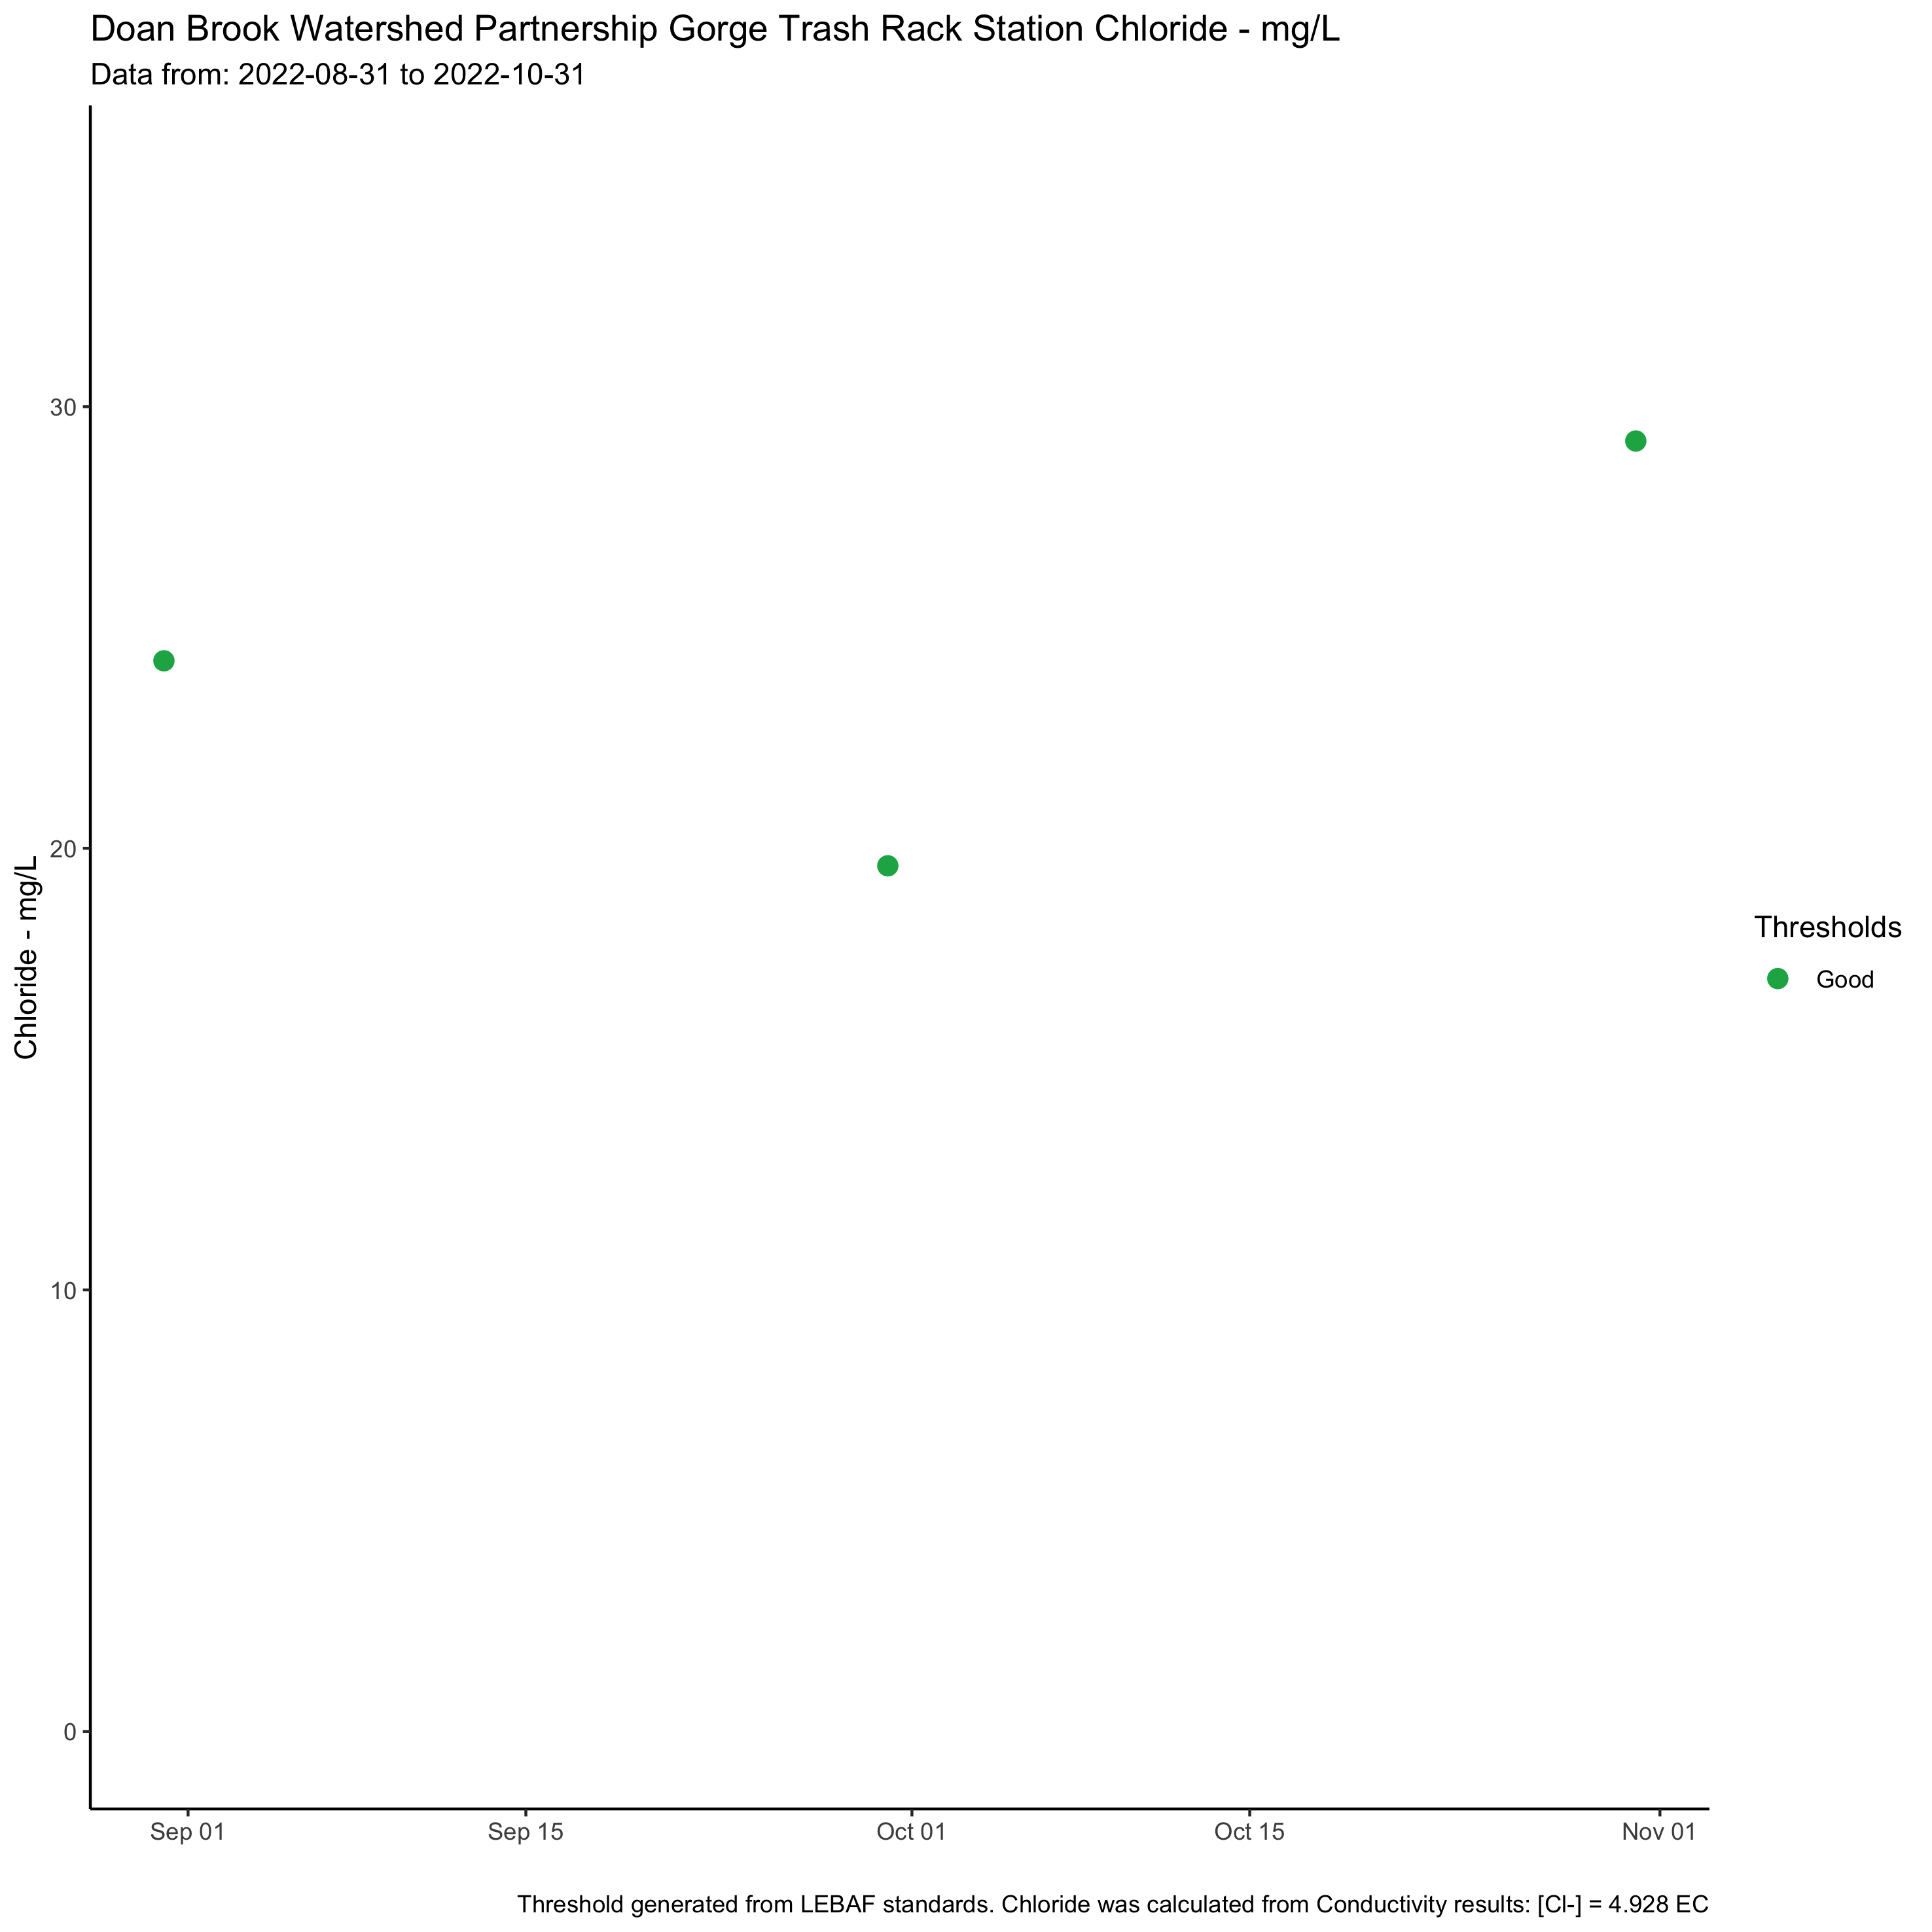 Doan Brook Watershed Partnership Gorge Trash Rack Station Chloride - mg/L
Data from: 2022-08-31 to 2022-10-31
Chloride - mg/L
30
20
10
0
Sep 01
Sep 15
Oct 01
Oct 15
Nov 01
Thresholds
Good
Threshold generated from LEBAF standards. Chloride was calculated from Conductivity results: [Cl-] = 4.928 EC